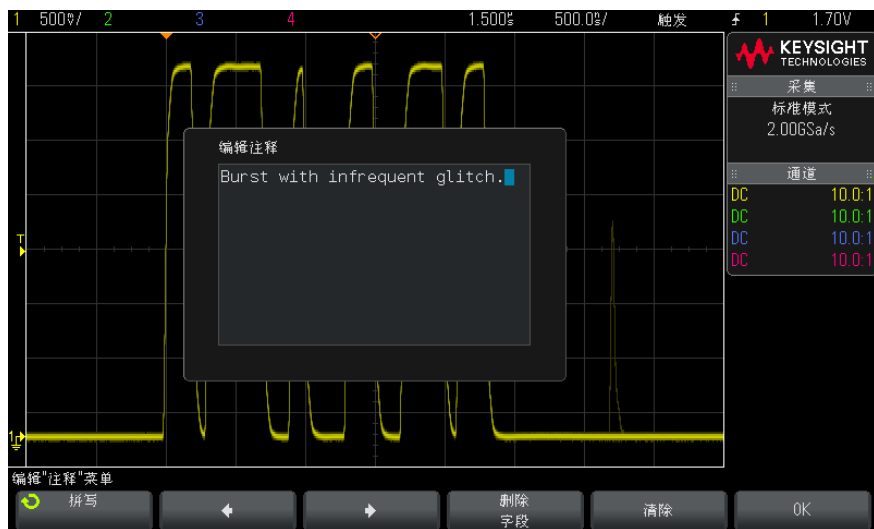 1 500㎷/ 2 3 4 1.500㎲ 500.0㎱/ 触发 1 1.70V
KEYSIGHT
TECHNOLOGIES
采集
标准模式
2.00GSa/s
通道
DC 10.0:1
DC 10.0:1
DC 10.0:1
DC 10.0:1
编辑注释
Burst with infrequent glitch.
T
1
编辑"注释"菜单
拼写
删除
字段
清除
OK